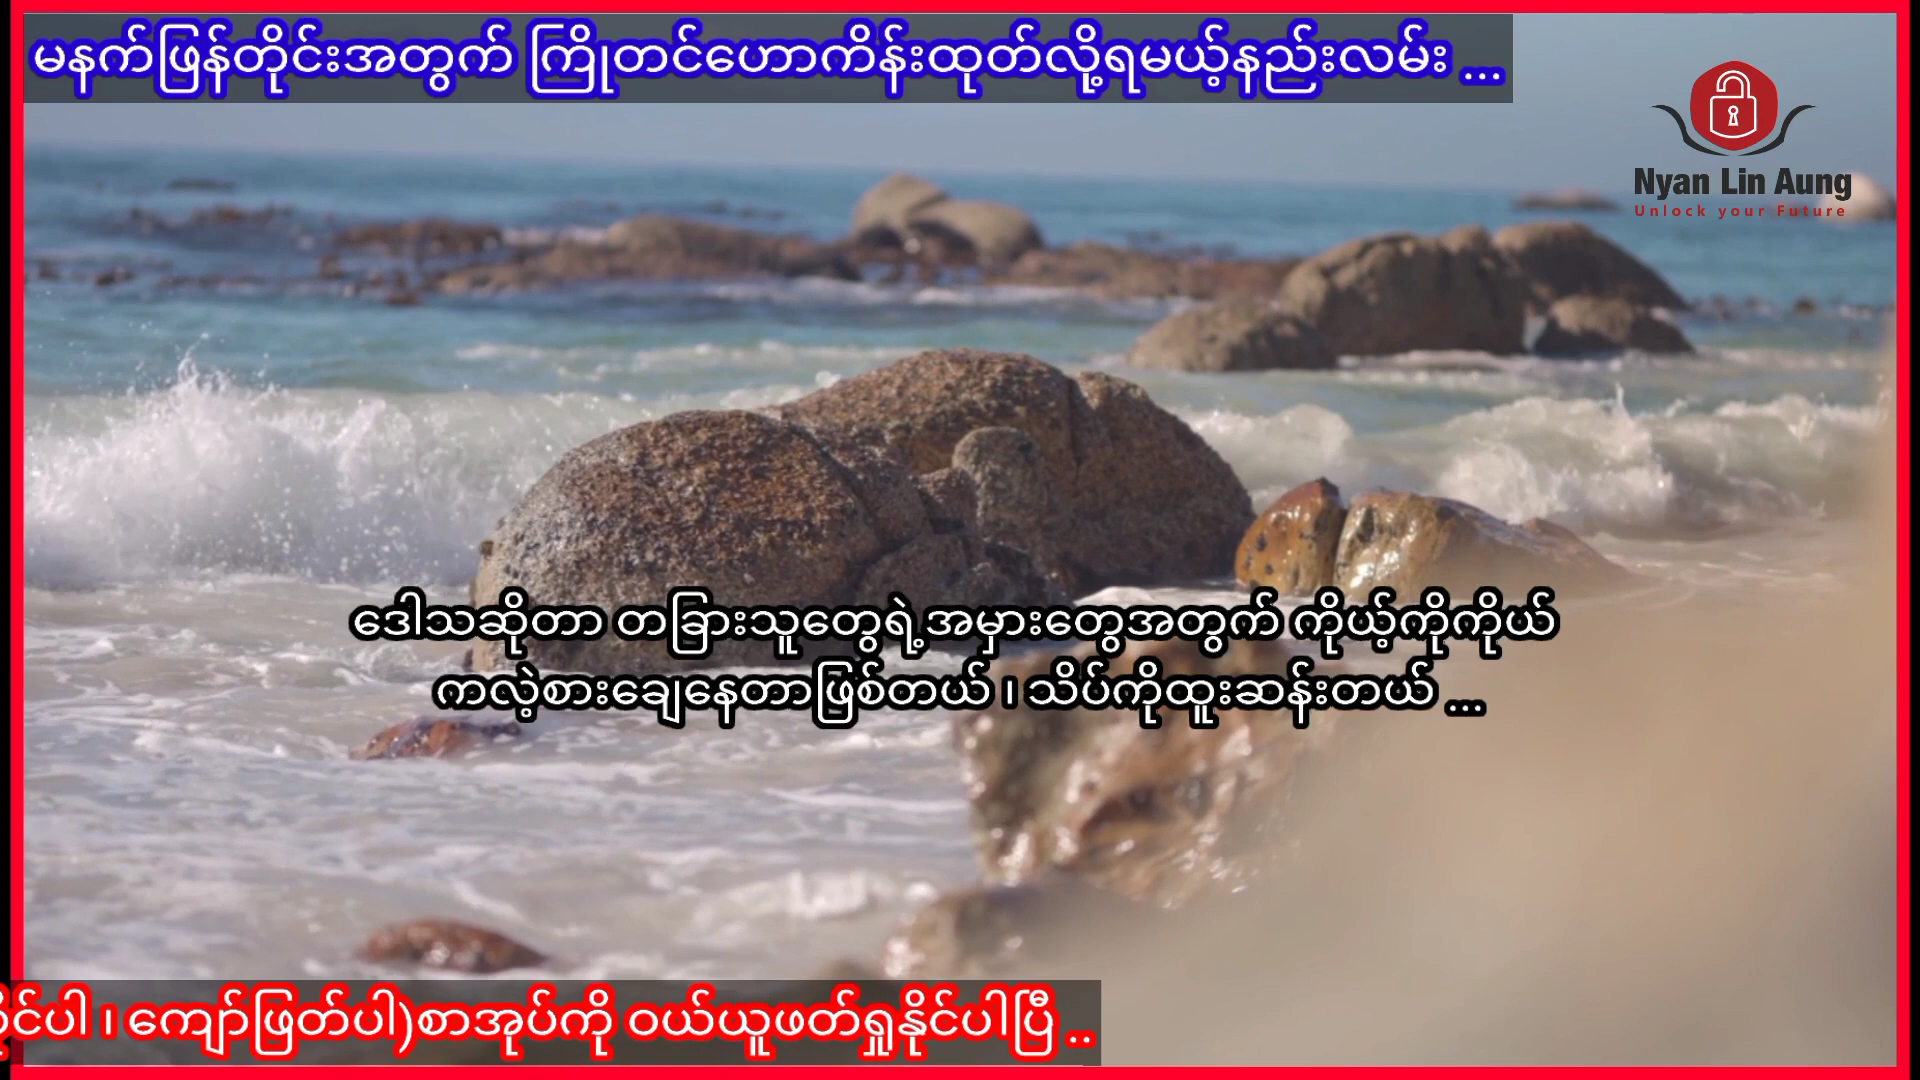 မနက်ဖြန်တိုင်းအတွက် ကြိုတင်ဟောကိန်းထုတ်လို့ရမယ့်နည်းလမ်း ...
Nyan Lin Aung
Unlock your Future
ဒေါသဆိုတာ တခြားသူတွေရဲ့အမှားတွေအတွက် ကိုယ့်ကိုကိုယ်
ကလဲ့စားချေနေတာဖြစ်တယ် ၊ သိပ်ကိုထူးဆန်းတယ် ...
ကျော်ဖြတ်ပါ)စာအုပ်ကို ဝယ်ယူဖတ်ရှုနိုင်ပါပြီ ..